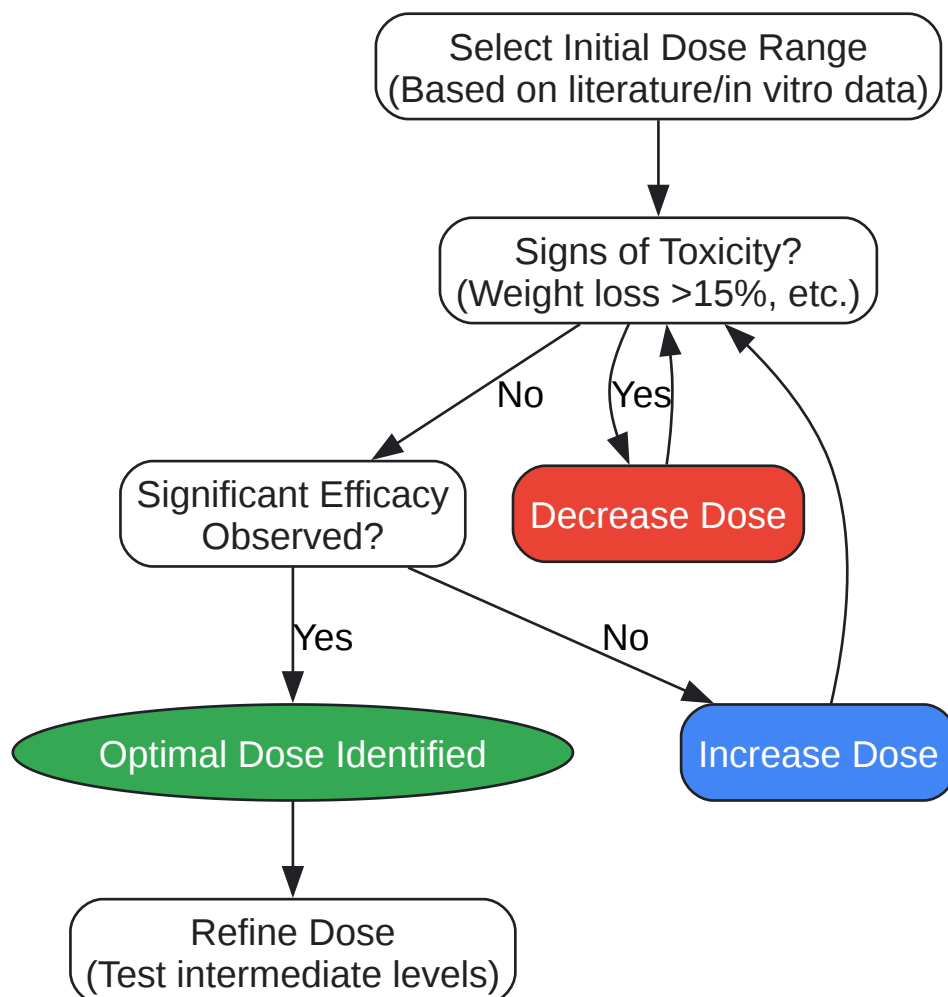 Select Initial Dose Range
(Based on literature/in vitro data)
Signs of Toxicity?
(Weight loss >15%, etc.)
No
Yes
Significant Efficacy
Observed?
Decrease Dose
Yes
No
Optimal Dose Identified
Increase Dose
Refine Dose
(Test intermediate levels)